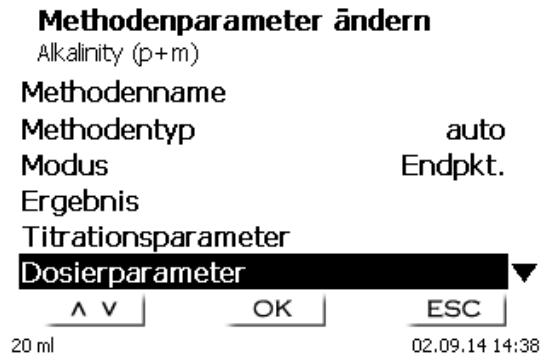 Methodenparameter ändern
Alkalinity (p+m)
Methodenname
Methodentyp auto
Modus Endpkt.
Ergebnis
Titrationsparameter
Dosierparameter ▼
∧ ∨ OK ESC
20 ml 02.09.14 14:38